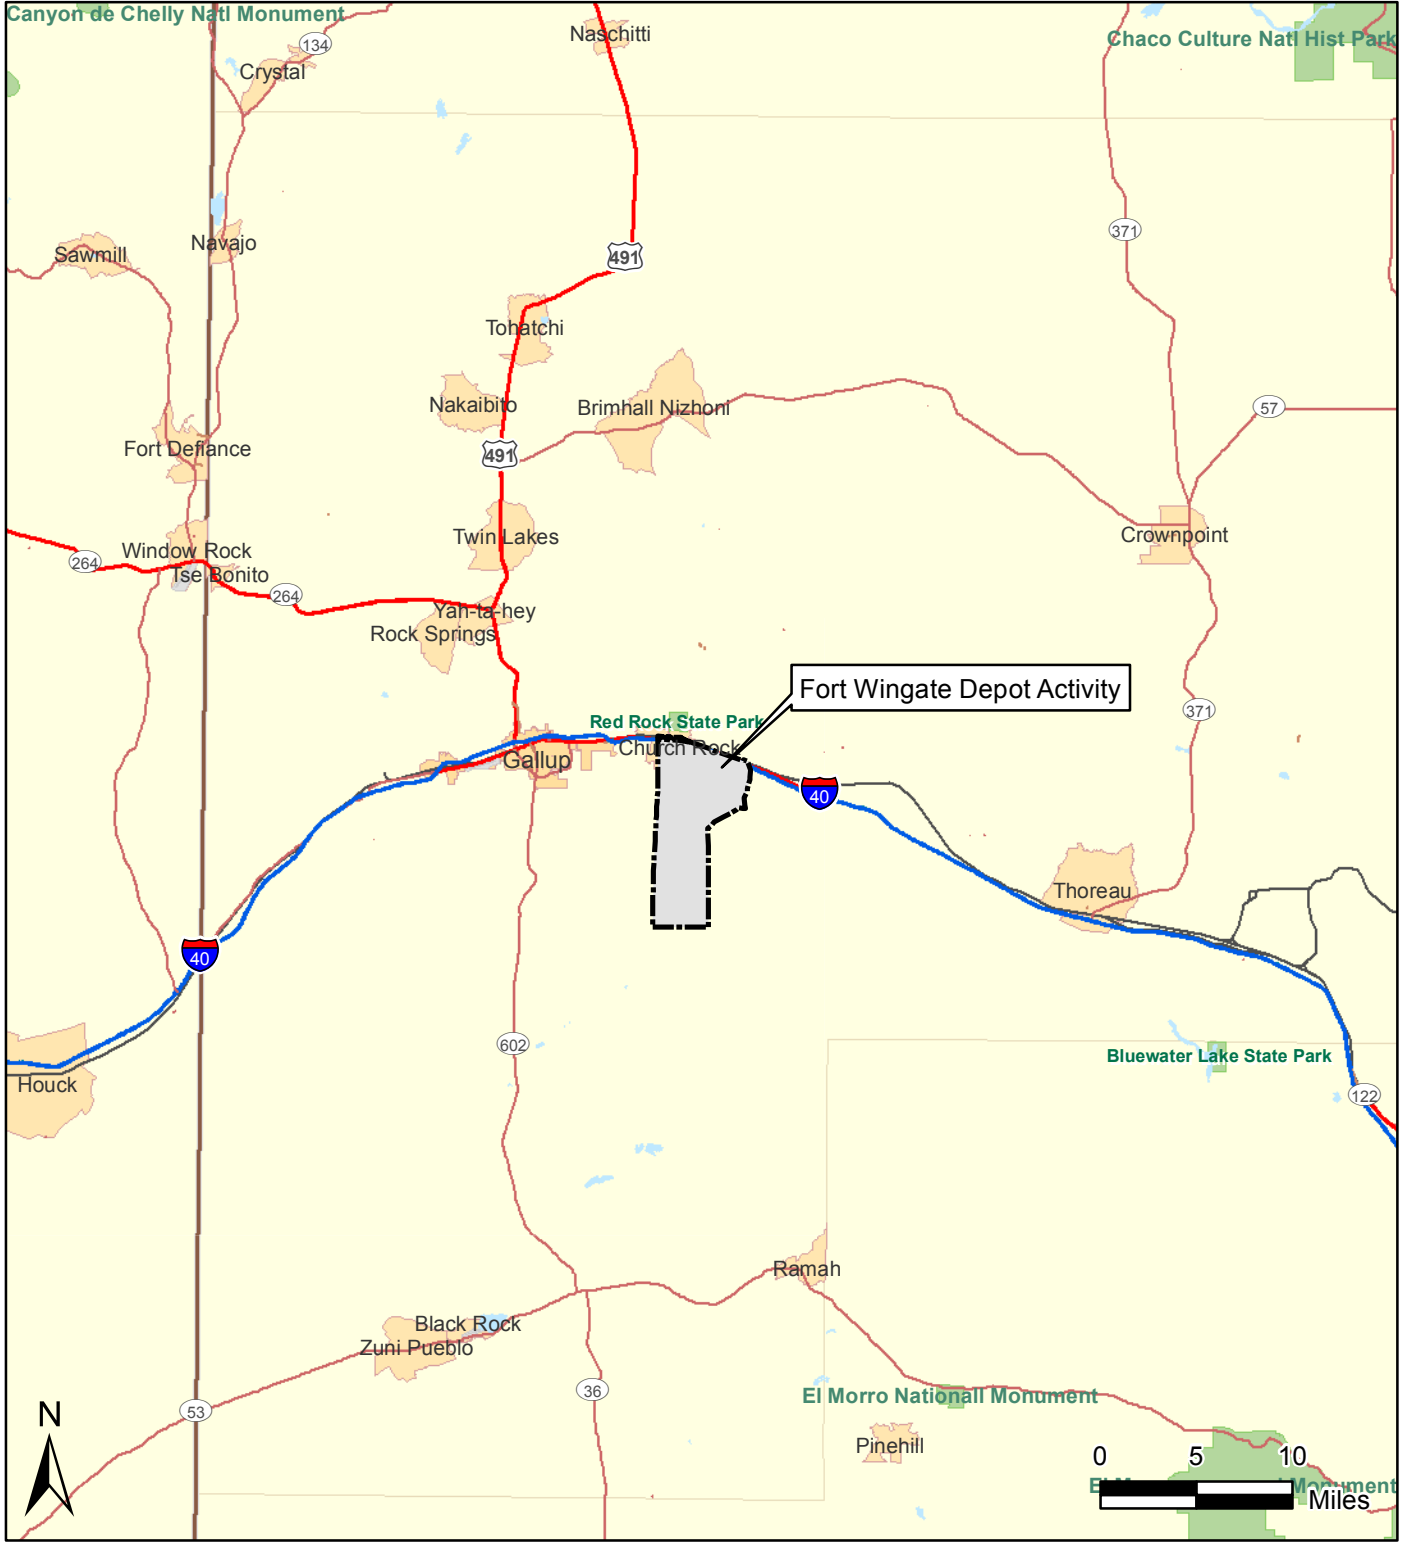 Canyon de Chelly Natl Monument
Naschitti
134
Chaco Culture Natl Hist Park
Crystal
371
Navajo
Sawmill
491
Tohatchi
Nakaibito
Brimhall Nizhoni
57
Fort Defiance
491
Twin Lakes
Crownpoint
Window Rock
264
Tse Bonito
264
Yah-ta-hey
Rock Springs
Fort Wingate Depot Activity
371
Red Rock State Park
Church Rock
Gallup
40
Thoreau
40
602
Bluewater Lake State Park
Houck
122
Ramah
Black Rock
Zuni Pueblo
36
El Morro Nationall Monument
53
N
Pinehill
0 5 10
Monument
Miles